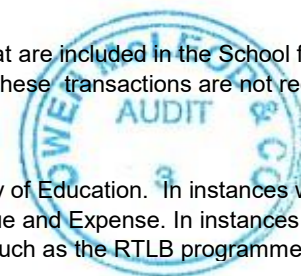 at are included in the School f
hese transactions are not re
AUDIT
3
y of Education. In instances w
ue and Expense. In instances
uch as the RTLB programme